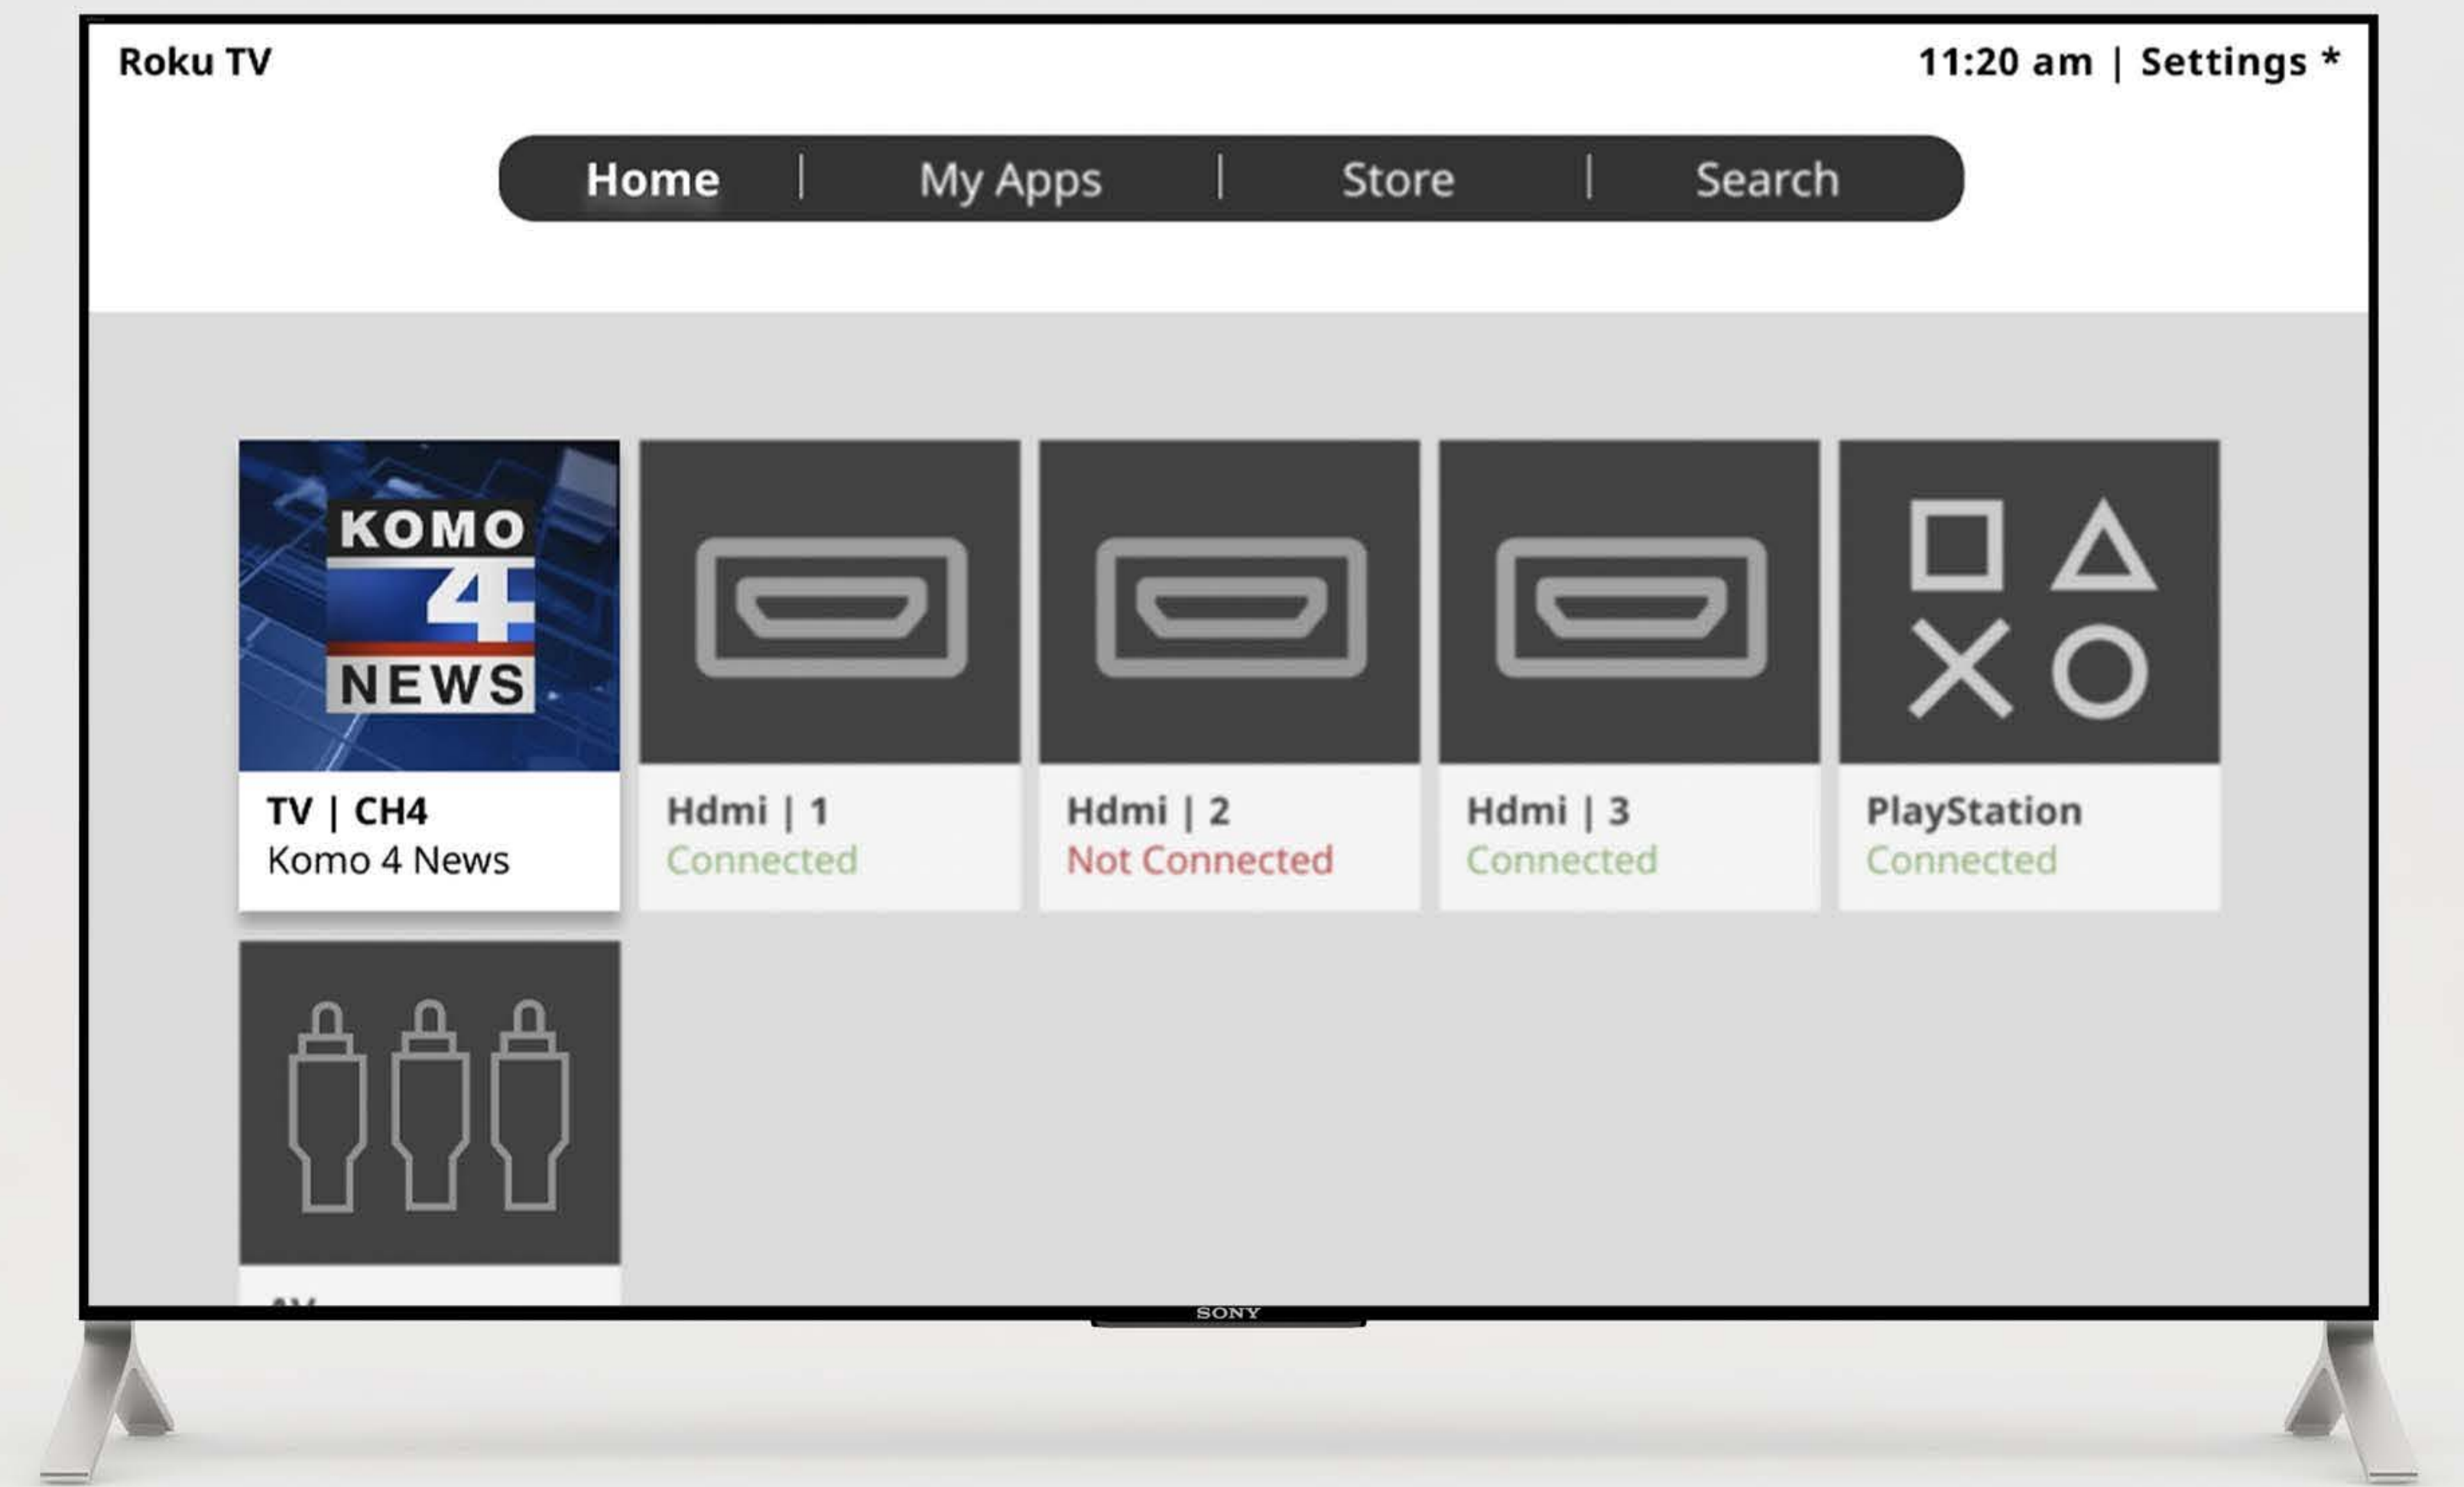 Roku TV
11:20 am | Settings *
Home | My Apps | Store | Search
KOMO
4
NEWS
TV | CH4
Komo 4 News
Hdmi | 1
Connected
Hdmi | 2
Not Connected
Hdmi | 3
Connected
PlayStation
Connected
SONY